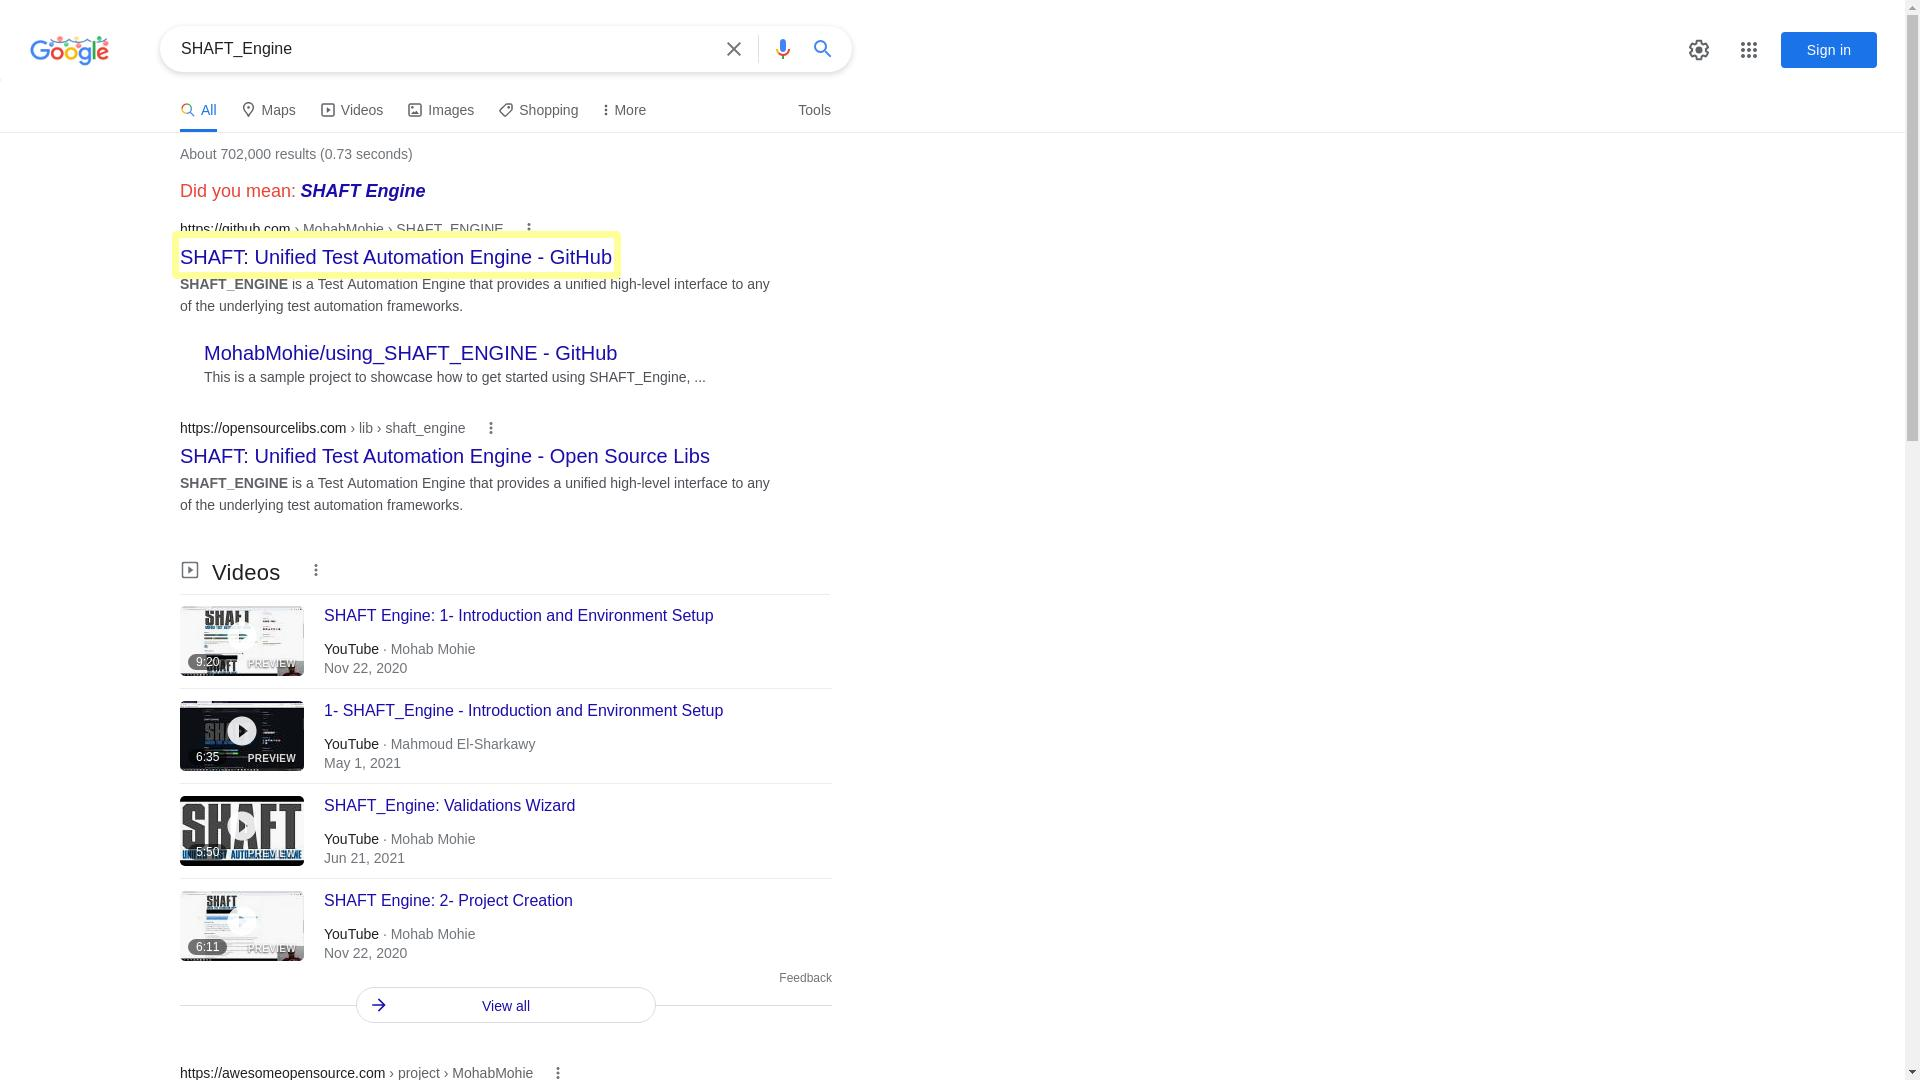 Google
SHAFT_Engine
Sign in
All
Maps
Videos
Images
Shopping
More
Tools
About 702,000 results (0.73 seconds)
Did you mean: SHAFT Engine
https://github.com › MohabMohie › SHAFT_ENGINE
SHAFT: Unified Test Automation Engine - GitHub
SHAFT_ENGINE is a Test Automation Engine that provides a unified high-level interface to any
of the underlying test automation frameworks.
MohabMohie/using_SHAFT_ENGINE - GitHub
This is a sample project to showcase how to get started using SHAFT_Engine, ...
https://opensourcelibs.com › lib › shaft_engine
SHAFT: Unified Test Automation Engine - Open Source Libs
SHAFT_ENGINE is a Test Automation Engine that provides a unified high-level interface to any
of the underlying test automation frameworks.
Videos
SHAFT
9:20
PREVIEW
SHAFT Engine: 1- Introduction and Environment Setup
YouTube · Mohab Mohie
Nov 22, 2020
6:35
PREVIEW
1- SHAFT_Engine - Introduction and Environment Setup
YouTube · Mahmoud El-Sharkawy
May 1, 2021
SHAFT
5:50
PREVIEW
SHAFT_Engine: Validations Wizard
YouTube · Mohab Mohie
Jun 21, 2021
SHAFT
6:11
PREVIEW
SHAFT Engine: 2- Project Creation
YouTube · Mohab Mohie
Nov 22, 2020
Feedback
View all
https://awesomeopensource.com › project › MohabMohie